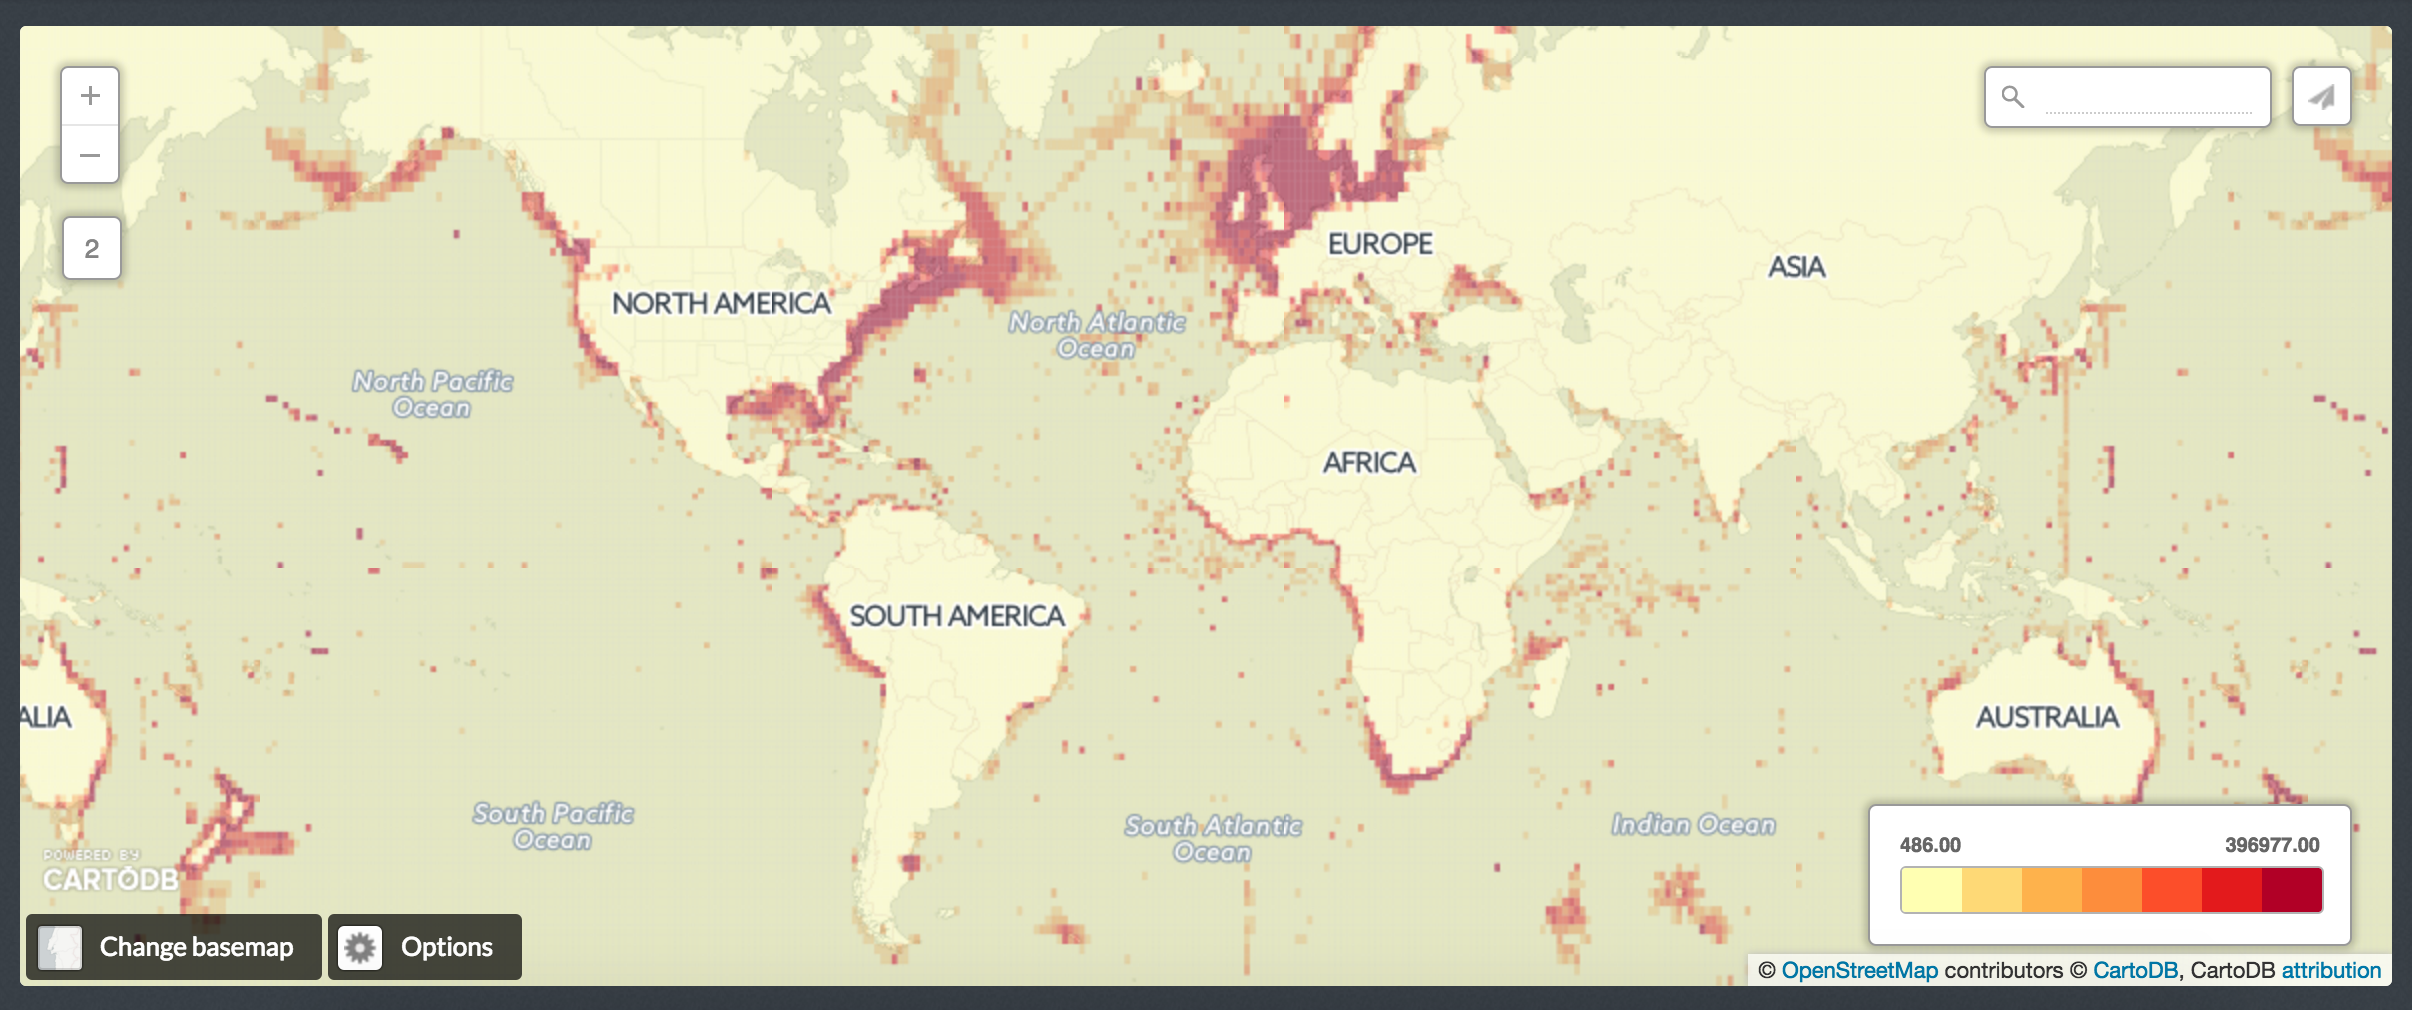 +
−
2
EUROPE
ASIA
NORTH AMERICA
North Atlantic
Ocean
North Pacific
Ocean
AFRICA
SOUTH AMERICA
ALIA
AUSTRALIA
South Pacific
Ocean
South Atlantic
Ocean
Indian Ocean
486.00 396977.00
POWERED BY
CARTODB
Change basemap
Options
© OpenStreetMap contributors © CartoDB, CartoDB attribution